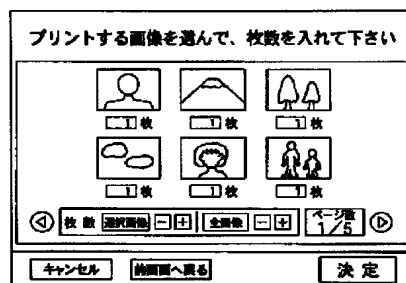 プリントする画像を選んで、枚数を入れて下さい
1 枚 1 枚 1 枚
1 枚 1 枚 1 枚
枚 数 選択画像 − + 全画像 − + ページ数 1/5
キャンセル 前画面へ戻る 決 定